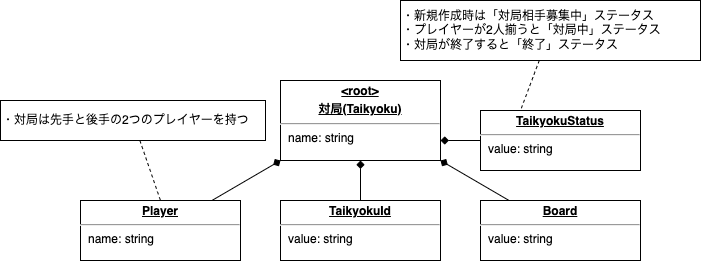 ・新規作成時は「対局相手募集中」ステータス
・プレイヤーが2人揃うと「対局中」ステータス
・対局が終了すると「終了」ステータス
<root>
対局(Taikyoku)
name: string
・対局は先手と後手の2つのプレイヤーを持つ
TaikyokuStatus
value: string
Player
name: string
TaikyokuId
value: string
Board
value: string